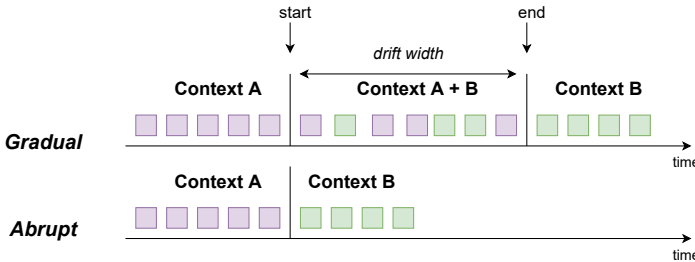 start end
drift width
Context A Context A + B Context B
Gradual
time
Context A Context B
Abrupt
time